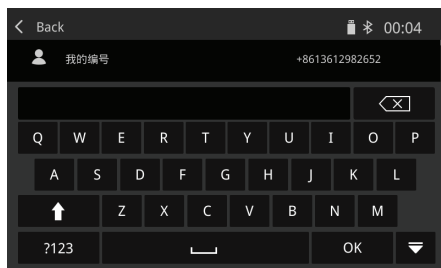 Back 00:04
我的编号 +8613612982652
Q W E R T Y U I O P
A S D F G H J K L
Z X C V B N M
?123 OK